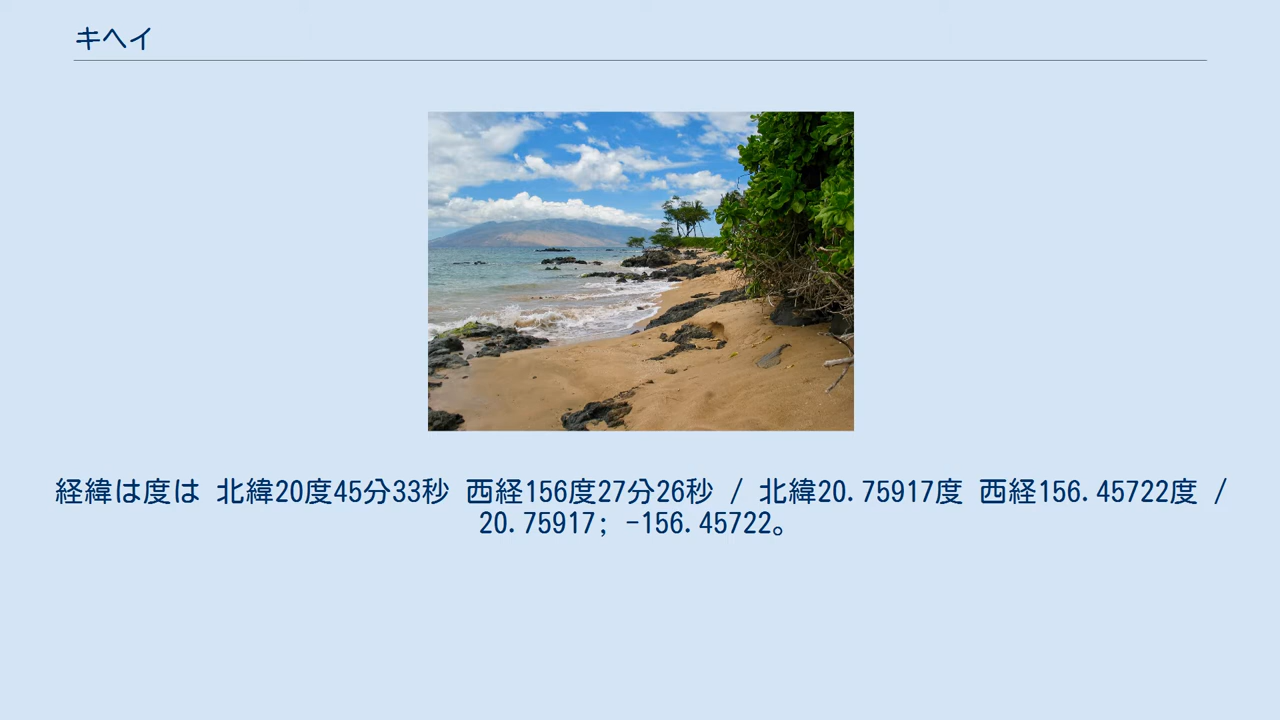 キヘイ
経緯は度は 北緯20度45分33秒 西経156度27分26秒 / 北緯20.75917度 西経156.45722度 /
20.75917; -156.45722。